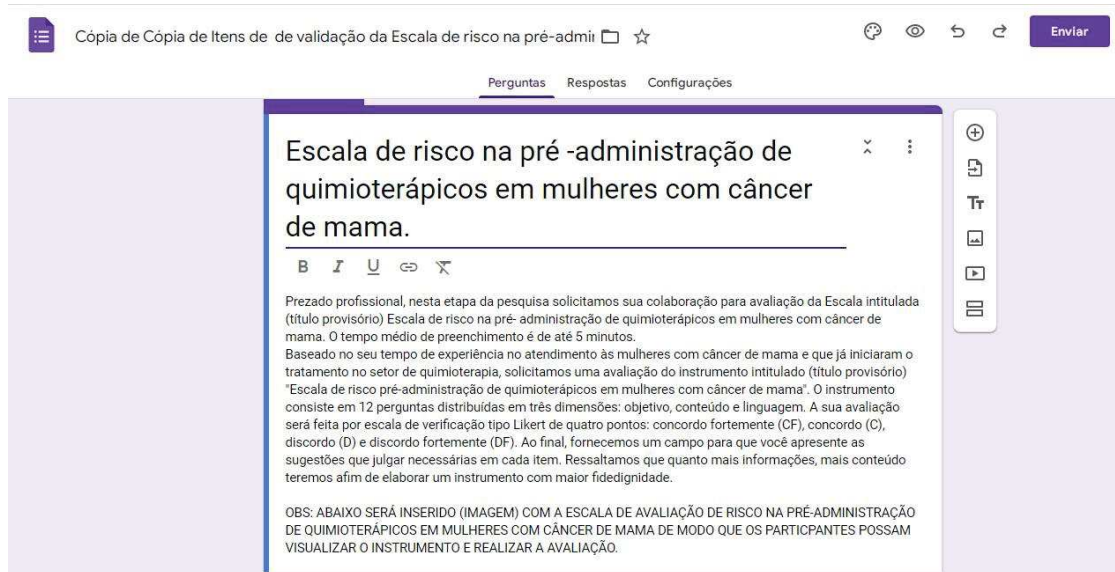 Cópia de Cópia de Itens de de validação da Escala de risco na pré-admir
Enviar
Perguntas Respostas Configurações
Escala de risco na pré -administração de
quimioterápicos em mulheres com câncer
de mama.
B I U
Prezado profissional, nesta etapa da pesquisa solicitamos sua colaboração para avaliação da Escala intitulada
(título provisório) Escala de risco na pré- administração de quimioterápicos em mulheres com câncer de
mama. O tempo médio de preenchimento é de até 5 minutos.
Baseado no seu tempo de experiência no atendimento às mulheres com câncer de mama e que já iniciaram o
tratamento no setor de quimioterapia, solicitamos uma avaliação do instrumento intitulado (título provisório)
"Escala de risco pré-administração de quimioterápicos em mulheres com câncer de mama". O instrumento
consiste em 12 perguntas distribuídas em três dimensões: objetivo, conteúdo e linguagem. A sua avaliação
será feita por escala de verificação tipo Likert de quatro pontos: concordo fortemente (CF), concordo (C),
discordo (D) e discordo fortemente (DF). Ao final, fornecemos um campo para que você apresente as
sugestões que julgar necessárias em cada item. Ressaltamos que quanto mais informações, mais conteúdo
teremos afim de elaborar um instrumento com maior fidedignidade.
OBS: ABAIXO SERÁ INSERIDO (IMAGEM) COM A ESCALA DE AVALIAÇÃO DE RISCO NA PRÉ-ADMINISTRAÇÃO
DE QUIMIOTERÁPICOS EM MULHERES COM CÂNCER DE MAMA DE MODO QUE OS PARTICPANTES POSSAM
VISUALIZAR O INSTRUMENTO E REALIZAR A AVALIAÇÃO.
Tт